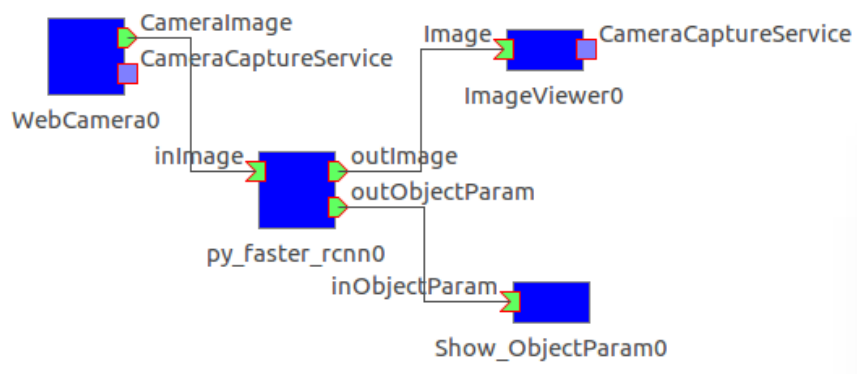 CameraImage
CameraCaptureService
WebCamera0
Image
CameraCaptureService
ImageViewer0
inImage
outImage
outObjectParam
py_faster_rcnn0
inObjectParam
Show_ObjectParam0